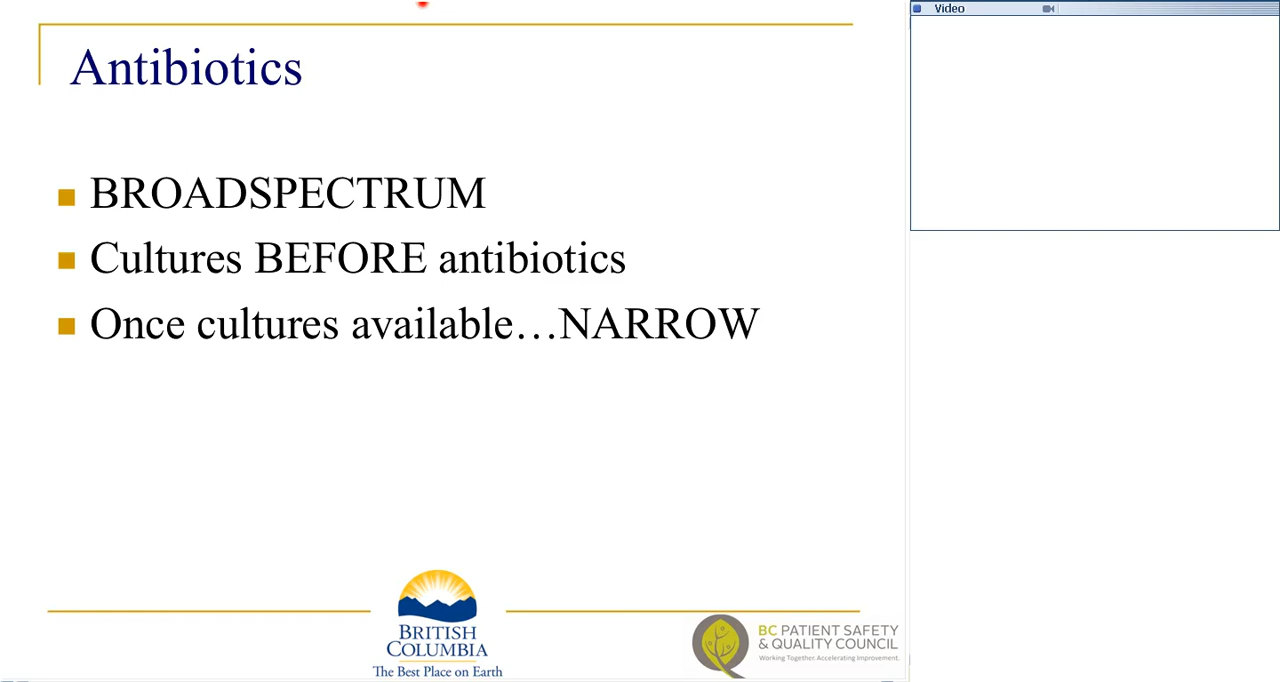 Video
Antibiotics
BROADSPECTRUM
Cultures BEFORE antibiotics
Once cultures available…NARROW
BRITISH
COLUMBIA
The Best Place on Earth
BC PATIENT SAFETY
& QUALITY COUNCIL
Working Together. Accelerating Improvement.